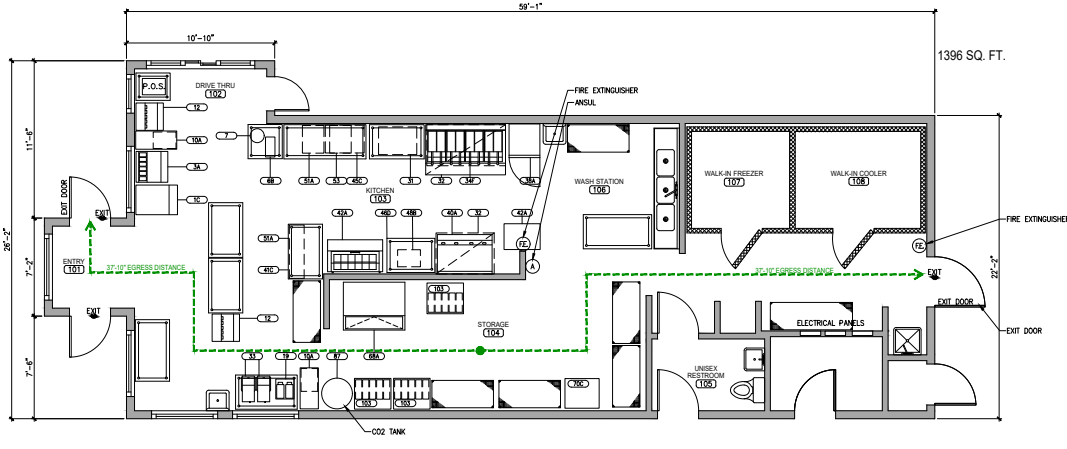 59'-1"
10'-10"
1396 SQ. FT.
P.O.S.
DRIVE THRU
102
12
10A
3A
1C
7
FIRE EXTINGUISHER
ANSUL
11'-6"
26'-2"
7'-2"
7'-6"
22'-2"
51A
53
45C
31
32
34F
KITCHEN
103
42A
46D
48B
40A
32
42A
WASH STATION
106
WALK-IN FREEZER
107
WALK-IN COOLER
108
FIRE EXTINGUISHER
F.E.
F.E.
A
EXIT DOOR
EXIT
ENTRY
101
EXIT
51A
41C
12
37'-10" EGRESS DISTANCE
37'-10" EGRESS DISTANCE
EXIT
EXIT DOOR
EXIT DOOR
103
STORAGE
104
ELECTRICAL PANELS
33
19
10A
87
68A
103
103
70C
UNISEX
RESTROOM
105
CO2 TANK